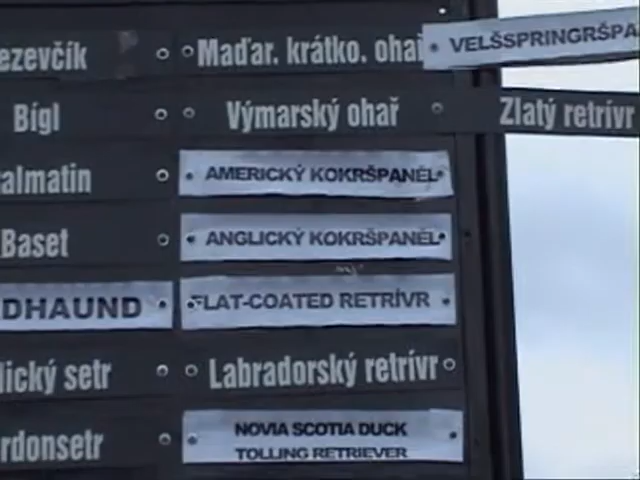 ezevčík
Maďar. krátko. ohař
VELŠSPRINGRŠPA
Bígl
Výmarský ohař
Zlatý retrívr
almatin
AMERICKÝ KOKRŠPANĚL
Baset
ANGLICKÝ KOKRŠPANĚL
DHAUND
FLAT-COATED RETRÍVR
lický setr
Labradorský retrívr
rdonsetr
NOVIA SCOTIA DUCK
TOLLING RETRIEVER